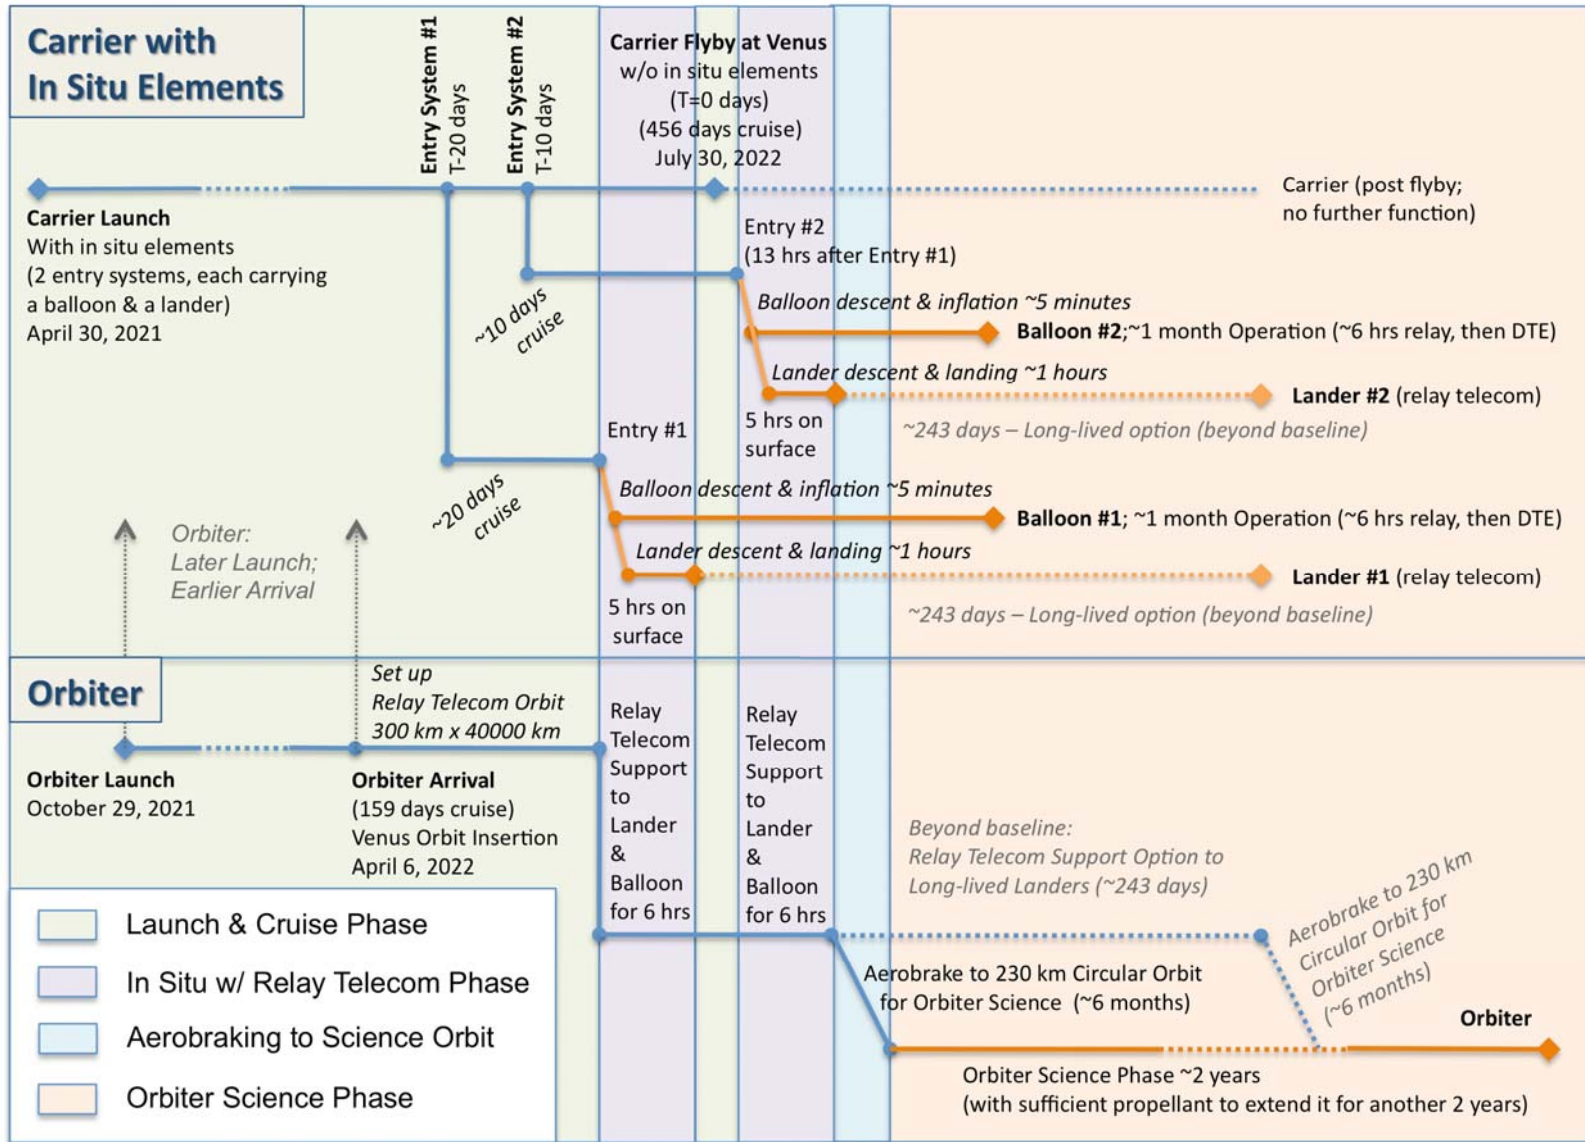 Carrier with
In Situ Elements
Entry System #1
T-20 days
Entry System #2
T-10 days
Carrier Flyby at Venus
w/o in situ elements
(T=0 days)
(456 days cruise)
July 30, 2022
Carrier (post flyby;
no further function)
Carrier Launch
With in situ elements
(2 entry systems, each carrying
a balloon & a lander)
April 30, 2021
Entry #2
(13 hrs after Entry #1)
~10 days
cruise
Balloon descent & inflation ~5 minutes
Balloon #2;~1 month Operation (~6 hrs relay, then DTE)
Lander descent & landing ~1 hours
Lander #2 (relay telecom)
5 hrs on
surface
~243 days – Long-lived option (beyond baseline)
Entry #1
~20 days
cruise
Balloon descent & inflation ~5 minutes
Balloon #1; ~1 month Operation (~6 hrs relay, then DTE)
Lander descent & landing ~1 hours
Lander #1 (relay telecom)
5 hrs on
surface
~243 days – Long-lived option (beyond baseline)
Orbiter:
Later Launch;
Earlier Arrival
Orbiter
Set up
Relay Telecom Orbit
300 km x 40000 km
Orbiter Launch
October 29, 2021
Orbiter Arrival
(159 days cruise)
Venus Orbit Insertion
April 6, 2022
Relay
Telecom
Support
to
Lander
&
Balloon
for 6 hrs
Relay
Telecom
Support
to
Lander
&
Balloon
for 6 hrs
Beyond baseline:
Relay Telecom Support Option to
Long-lived Landers (~243 days)
Aerobrake to 230 km
Circular Orbit for
Orbiter Science
(~6 months)
Aerobrake to 230 km Circular Orbit
for Orbiter Science (~6 months)
Orbiter
Orbiter Science Phase ~2 years
(with sufficient propellant to extend it for another 2 years)
Launch & Cruise Phase
In Situ w/ Relay Telecom Phase
Aerobraking to Science Orbit
Orbiter Science Phase